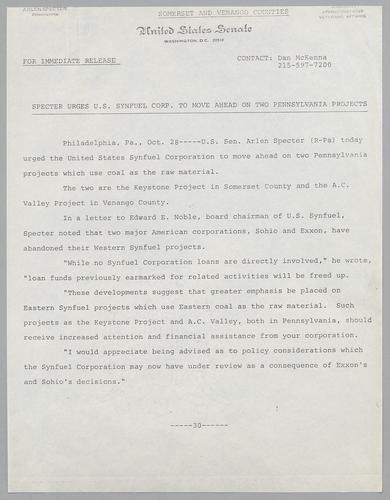 ARLEN SPECTER
PENNSYLVANIA
SOMERSET AND VENANGO COUNTIES
VETERANS AFFAIRS
United States Senate
WASHINGTON, D.C. 20510
FOR IMMEDIATE RELEASE
CONTACT: Dan McKenna
215-597-7200
SPECTER URGES U.S. SYNFUEL CORP. TO MOVE AHEAD ON TWO PENNSYLVANIA PROJECTS
Philadelphia, Pa., Oct. 28-----U.S. Sen. Arlen Specter (R-Pa) today
urged the United States Synfuel Corporation to move ahead on two Pennsylvania
projects which use coal as the raw material.
The two are the Keystone Project in Somerset County and the A.C.
Valley Project in Venango County.
In a letter to Edward E. Noble, board chairman of U.S. Synfuel,
Specter noted that two major American corporations, Sohio and Exxon, have
abandoned their Western Synfuel projects.
"While no Synfuel Corporation loans are directly involved," he wrote,
"loan funds previously earmarked for related activities will be freed up.
"These developments suggest that greater emphasis be placed on
Eastern Synfuel projects which use Eastern coal as the raw material. Such
projects as the Keystone Project and A.C. Valley, both in Pennsylvania, should
receive increased attention and financial assistance from your corporation.
"I would appreciate being advised as to policy considerations which
the Synfuel Corporation may now have under review as a consequence of Exxon's
and Sohio's decisions."
-----30-----